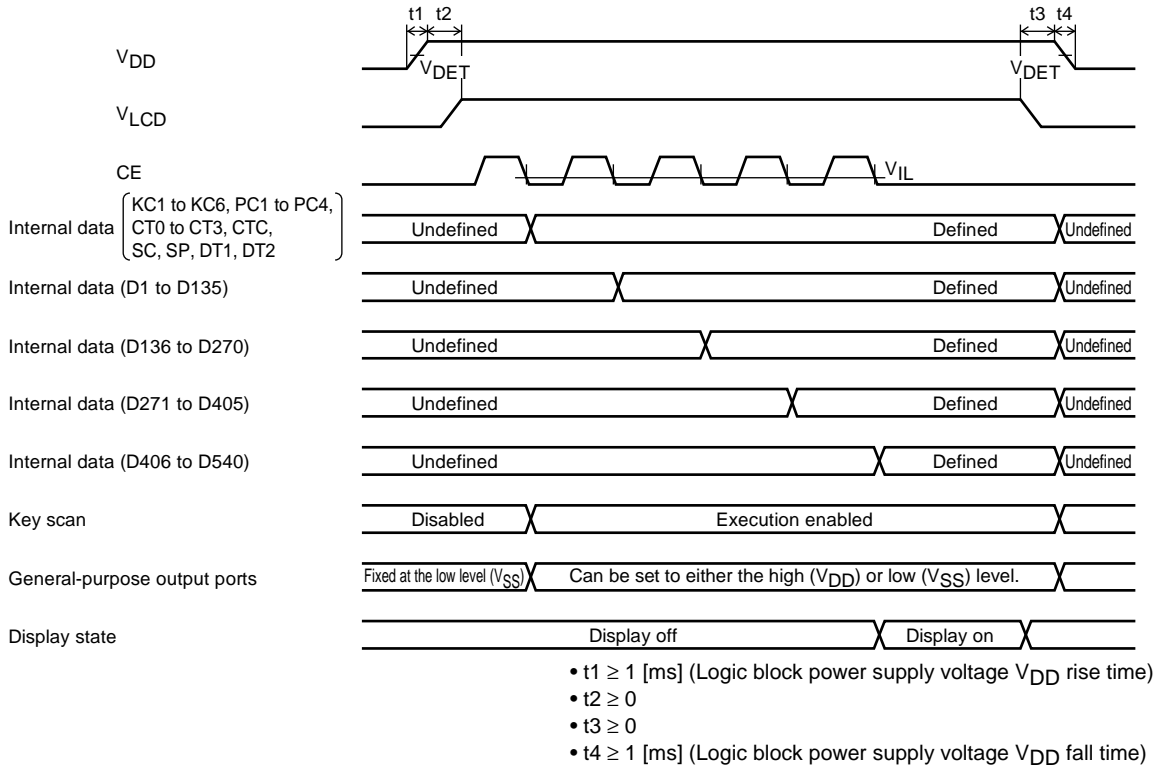 t1 t2 t3 t4
VDD
VDET VDET
VLCD
CE
VIL
Internal data
KC1 to KC6, PC1 to PC4,
CT0 to CT3, CTC,
SC, SP, DT1, DT2
Undefined Defined Undefined
Internal data (D1 to D135) Undefined Defined Undefined
Internal data (D136 to D270) Undefined Defined Undefined
Internal data (D271 to D405) Undefined Defined Undefined
Internal data (D406 to D540) Undefined Defined Undefined
Key scan Disabled Execution enabled
General-purpose output ports Fixed at the low level (VSS) Can be set to either the high (VDD) or low (VSS) level.
Display state Display off Display on
• t1 ≥ 1 [ms] (Logic block power supply voltage VDD rise time)
• t2 ≥ 0
• t3 ≥ 0
• t4 ≥ 1 [ms] (Logic block power supply voltage VDD fall time)